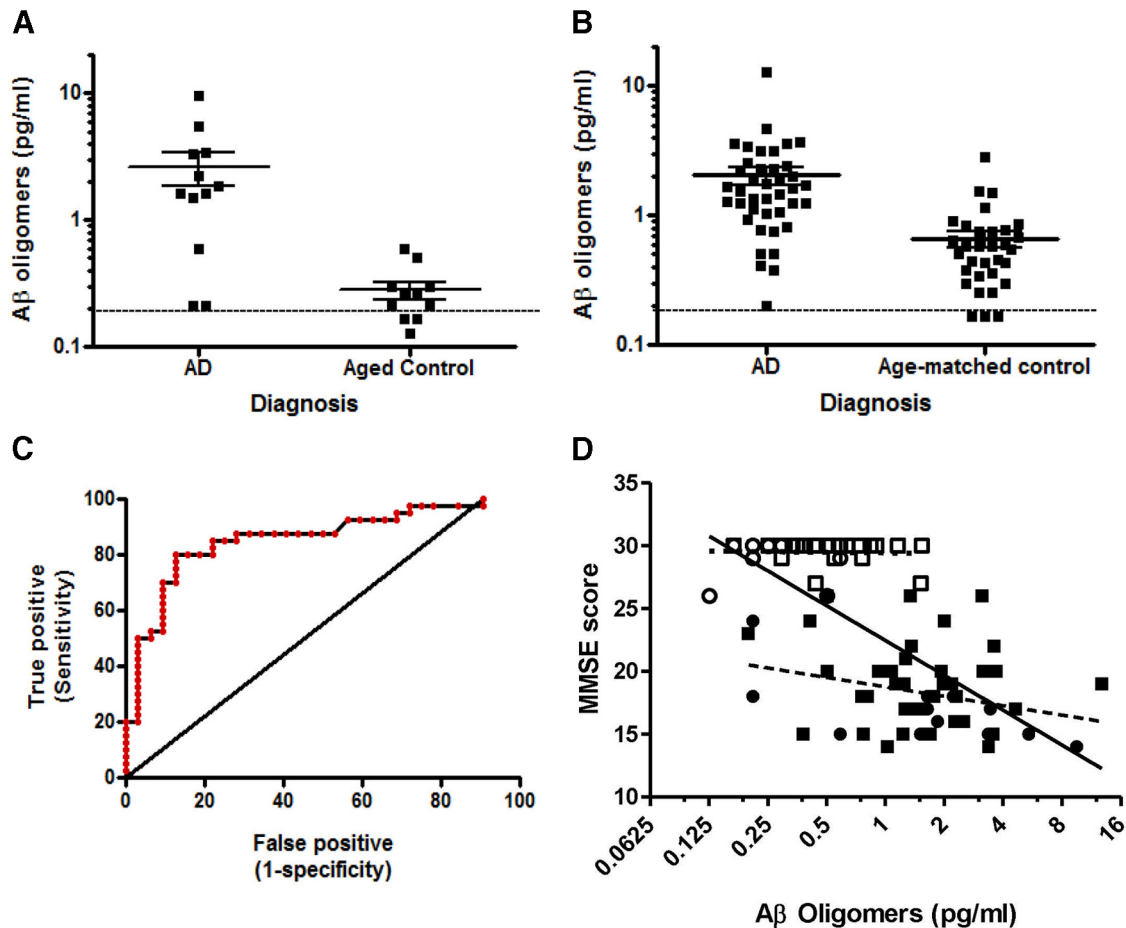 A
Aβ oligomers (pg/ml)
10
1
0.1
AD
Aged Control
Diagnosis
B
Aβ oligomers (pg/ml)
10
1
0.1
AD
Age-matched control
Diagnosis
C
True positive
(Sensitivity)
100
80
60
40
20
0
0
20
40
60
80
100
False positive
(1-specificity)
D
MMSE score
35
30
25
20
15
10
0.0625
0.125
0.25
0.5
1
2
4
8
16
Aβ Oligomers (pg/ml)